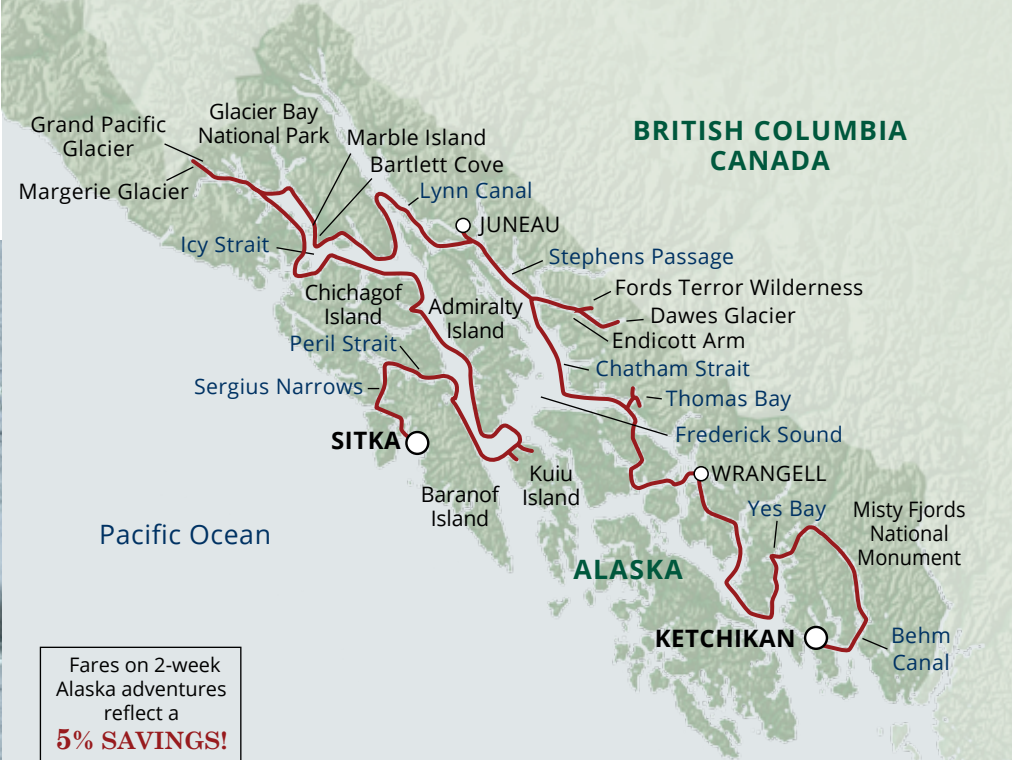 Glacier Bay
National Park
Grand Pacific
Glacier
Marble Island
Bartlett Cove
BRITISH COLUMBIA
CANADA
Margerie Glacier
Lynn Canal
JUNEAU
Icy Strait
Stephens Passage
Fords Terror Wilderness
Chichagof
Island
Admiralty
Island
Dawes Glacier
Endicott Arm
Peril Strait
Chatham Strait
Sergius Narrows
Thomas Bay
SITKA
Frederick Sound
Kuiu
Island
WRANGELL
Baranof
Island
Yes Bay
Misty Fjords
National
Monument
Pacific Ocean
ALASKA
KETCHIKAN
Behm
Canal
Fares on 2-week
Alaska adventures
reflect a
5% SAVINGS!